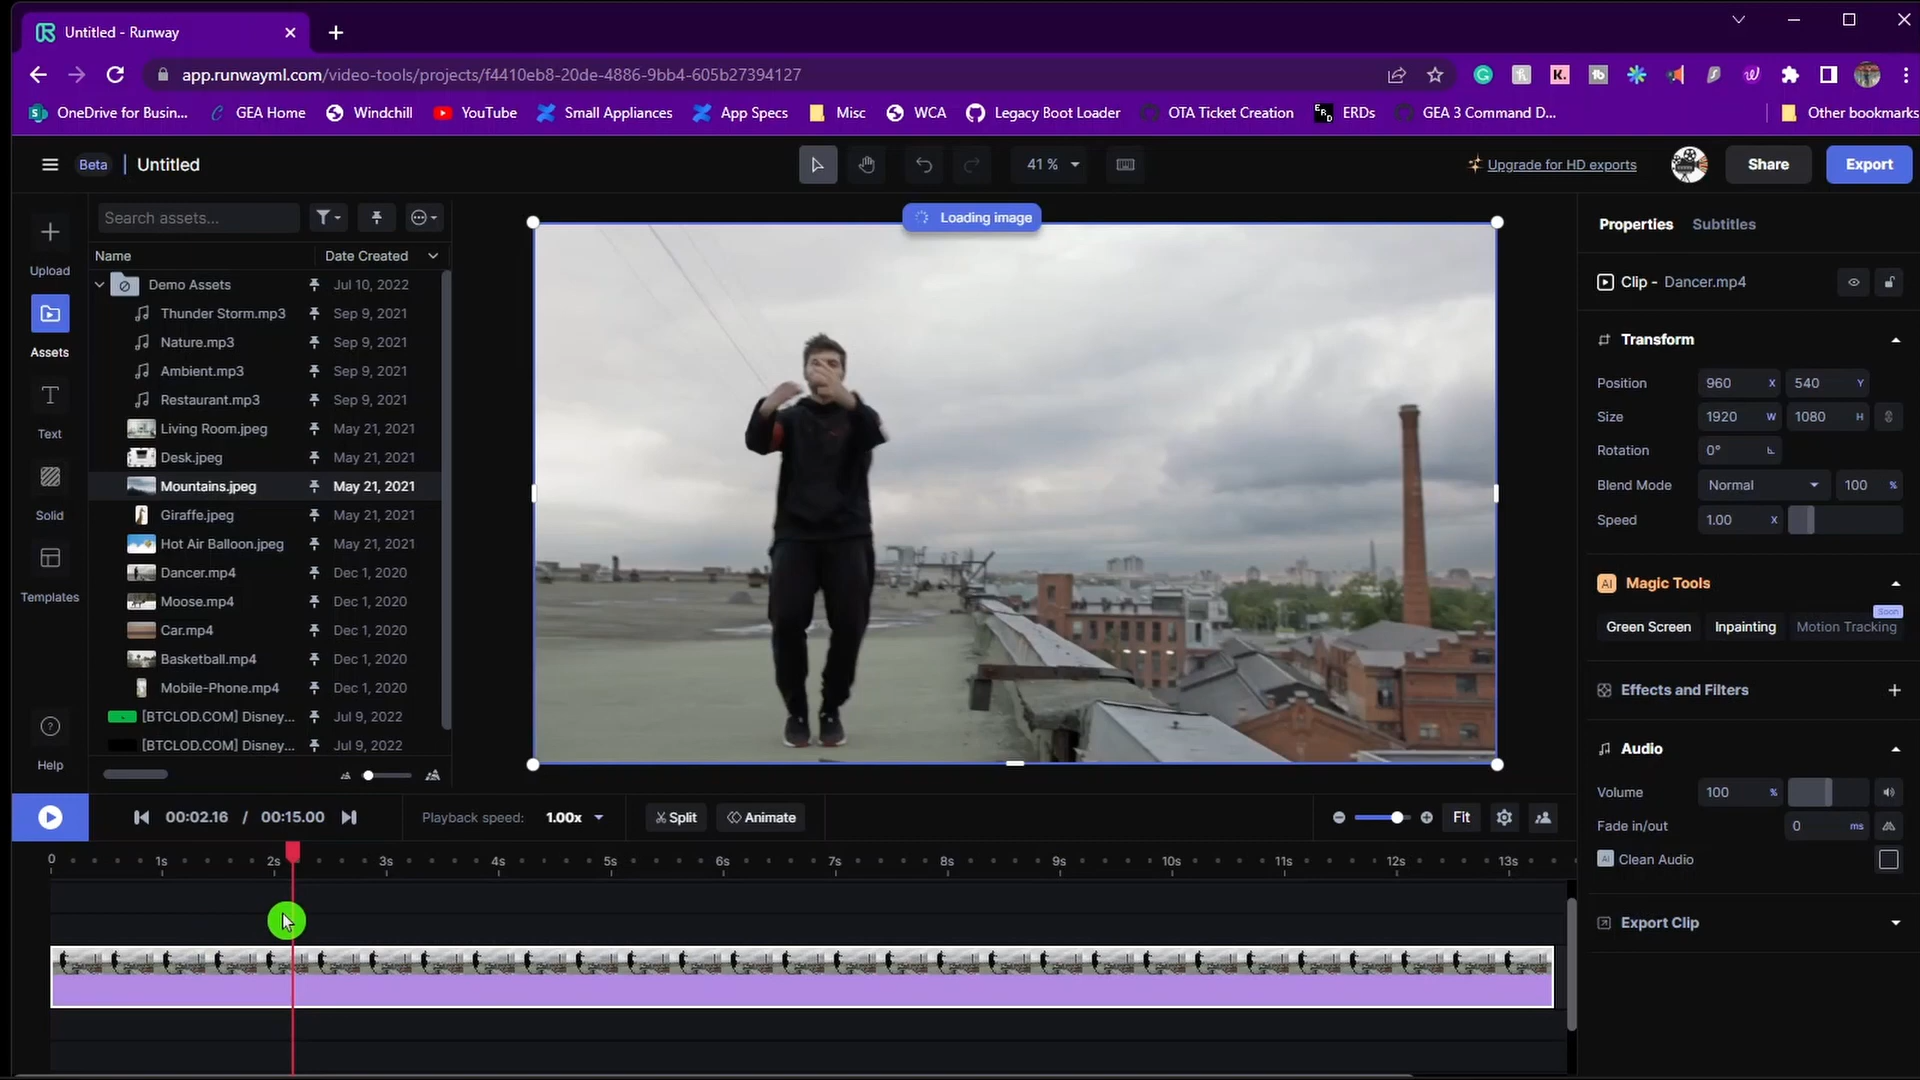 Untitled - Runway
app.runwayml.com/video-tools/projects/f4410eb8-20de-4886-9bb4-605b27394127
OneDrive for Busin... GEA Home Windchill YouTube Small Appliances App Specs Misc WCA Legacy Boot Loader OTA Ticket Creation ERDs GEA 3 Command D... Other bookmarks
Beta Untitled 41 % Upgrade for HD exports Share Export
Search assets...
Loading image
Name Date Created
Demo Assets Jul 10, 2022
Thunder Storm.mp3 Sep 9, 2021
Nature.mp3 Sep 9, 2021
Ambient.mp3 Sep 9, 2021
Restaurant.mp3 Sep 9, 2021
Living Room.jpeg May 21, 2021
Desk.jpeg May 21, 2021
Mountains.jpeg May 21, 2021
Giraffe.jpeg May 21, 2021
Hot Air Balloon.jpeg May 21, 2021
Dancer.mp4 Dec 1, 2020
Moose.mp4 Dec 1, 2020
Car.mp4 Dec 1, 2020
Basketball.mp4 Dec 1, 2020
Mobile-Phone.mp4 Dec 1, 2020
[BTCLOD.COM] Disney... Jul 9, 2022
[BTCLOD.COM] Disney... Jul 9, 2022
Upload
Assets
Text
Solid
Templates
Help
Properties Subtitles
Clip - Dancer.mp4
Transform
Position 960 X 540 Y
Size 1920 W 1080 H
Rotation 0°
Blend Mode Normal 100 %
Speed 1.00 X
AI Magic Tools
Soon
Green Screen Inpainting Motion Tracking
Effects and Filters
Audio
Volume 100 %
Fade in/out 0 ms
AI Clean Audio
Export Clip
00:02.16 / 00:15.00 Playback speed: 1.00x Split Animate Fit
0 1s 2s 3s 4s 5s 6s 7s 8s 9s 10s 11s 12s 13s